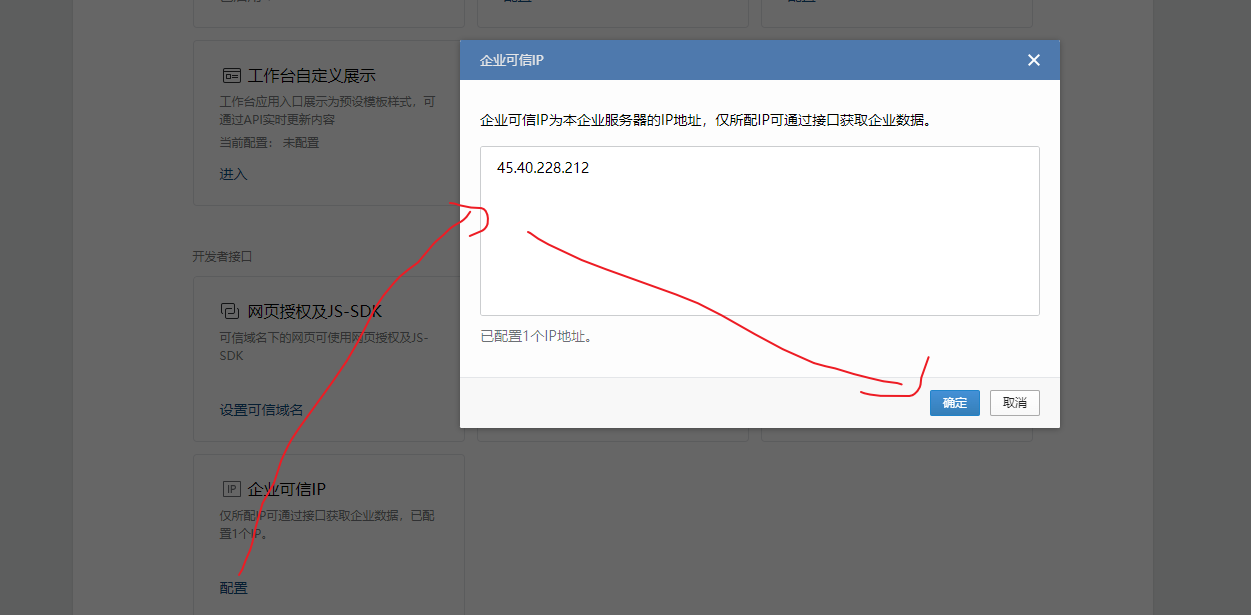 配置
配置
工作台自定义展示
工作台应用入口展示为预设模板样式，可
通过API实时更新内容
当前配置： 未配置
进入
开发者接口
网页授权及JS-SDK
可信域名下的网页可使用网页授权及JS-
SDK
设置可信域名
IP 企业可信IP
仅所配IP可通过接口获取企业数据，已配
置1个IP。
配置
企业可信IP
企业可信IP为本企业服务器的IP地址，仅所配IP可通过接口获取企业数据。
45.40.228.212
已配置1个IP地址。
确定
取消